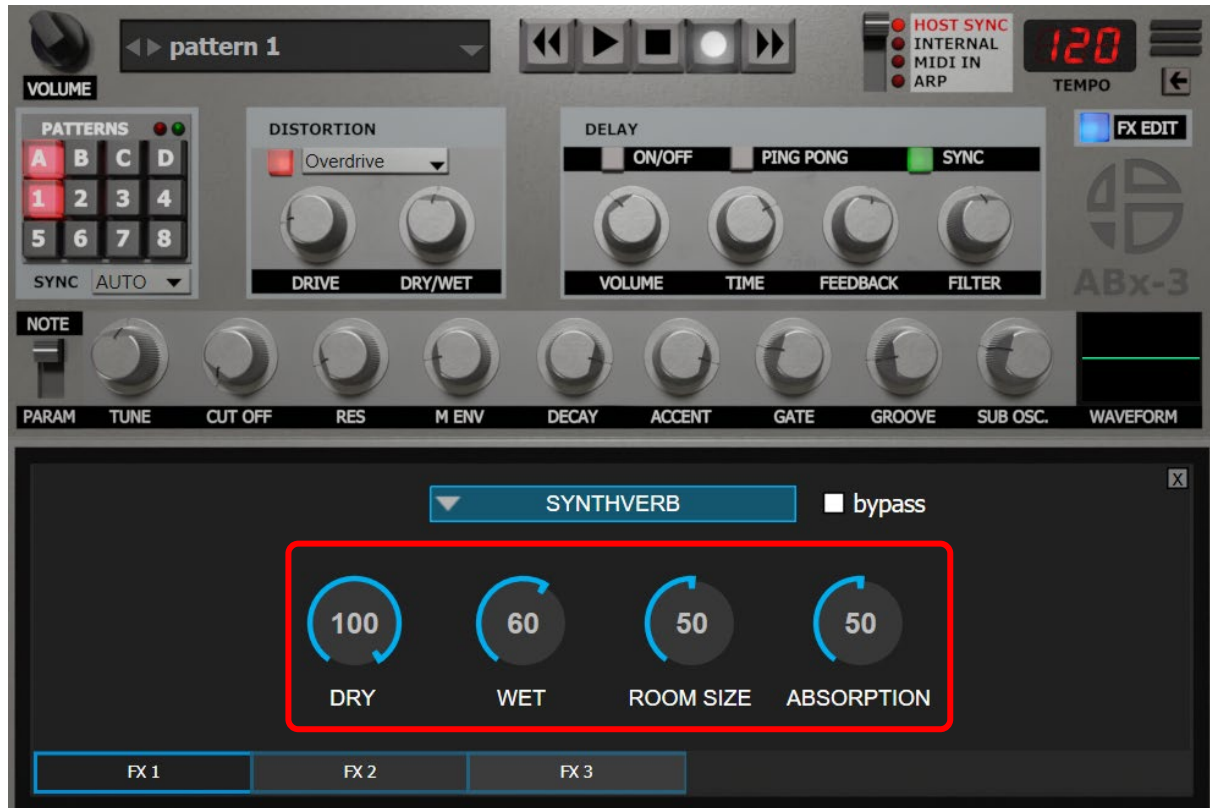 pattern 1
HOST SYNC
INTERNAL
MIDI IN
ARP
120
VOLUME
TEMPO
PATTERNS
A B C D
1 2 3 4
5 6 7 8
SYNC AUTO
DISTORTION
Overdrive
DRIVE DRY/WET
DELAY
ON/OFF PING PONG SYNC
VOLUME TIME FEEDBACK FILTER
FX EDIT
ABx-3
NOTE
PARAM TUNE CUT OFF RES M ENV DECAY ACCENT GATE GROOVE SUB OSC. WAVEFORM
X
SYNTHVERB bypass
100 60 50 50
DRY WET ROOM SIZE ABSORPTION
FX 1 FX 2 FX 3